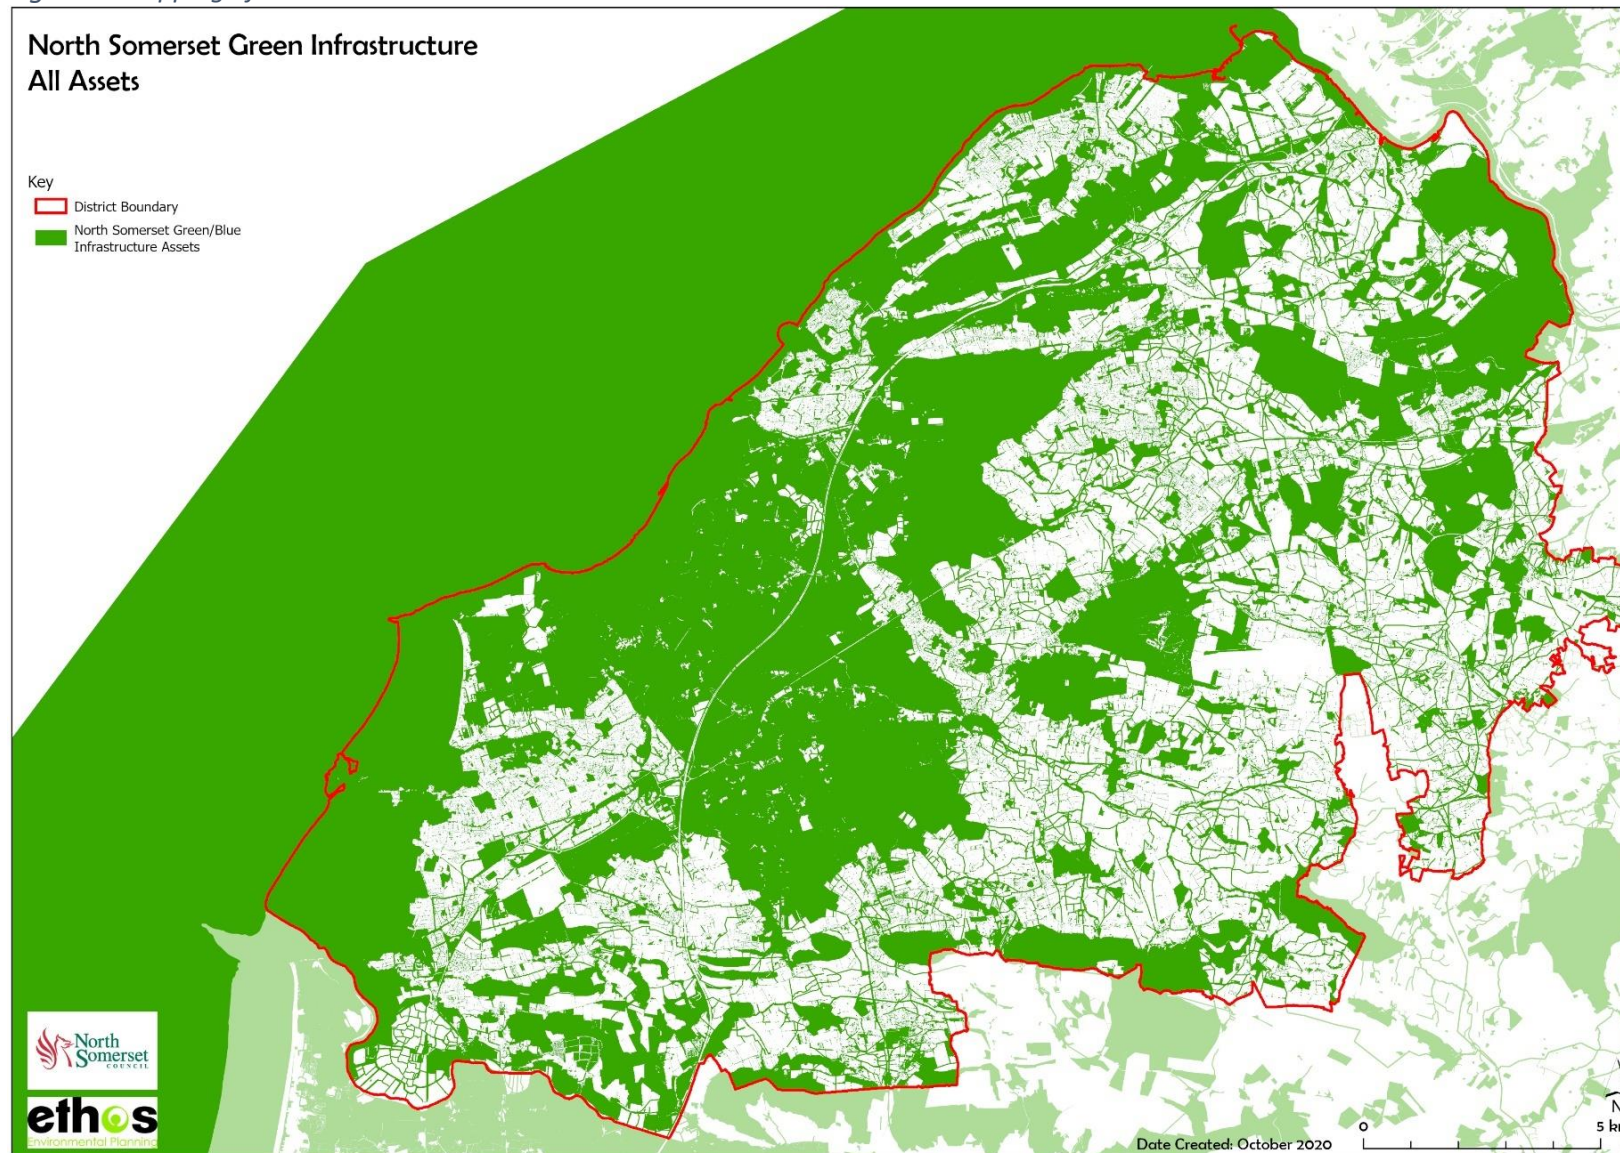 North Somerset Green Infrastructure
All Assets
Key
District Boundary
North Somerset Green/Blue
Infrastructure Assets
North
Somerset
COUNCIL
ethos
Environmental Planning
Date Created: October 2020
0
5
N